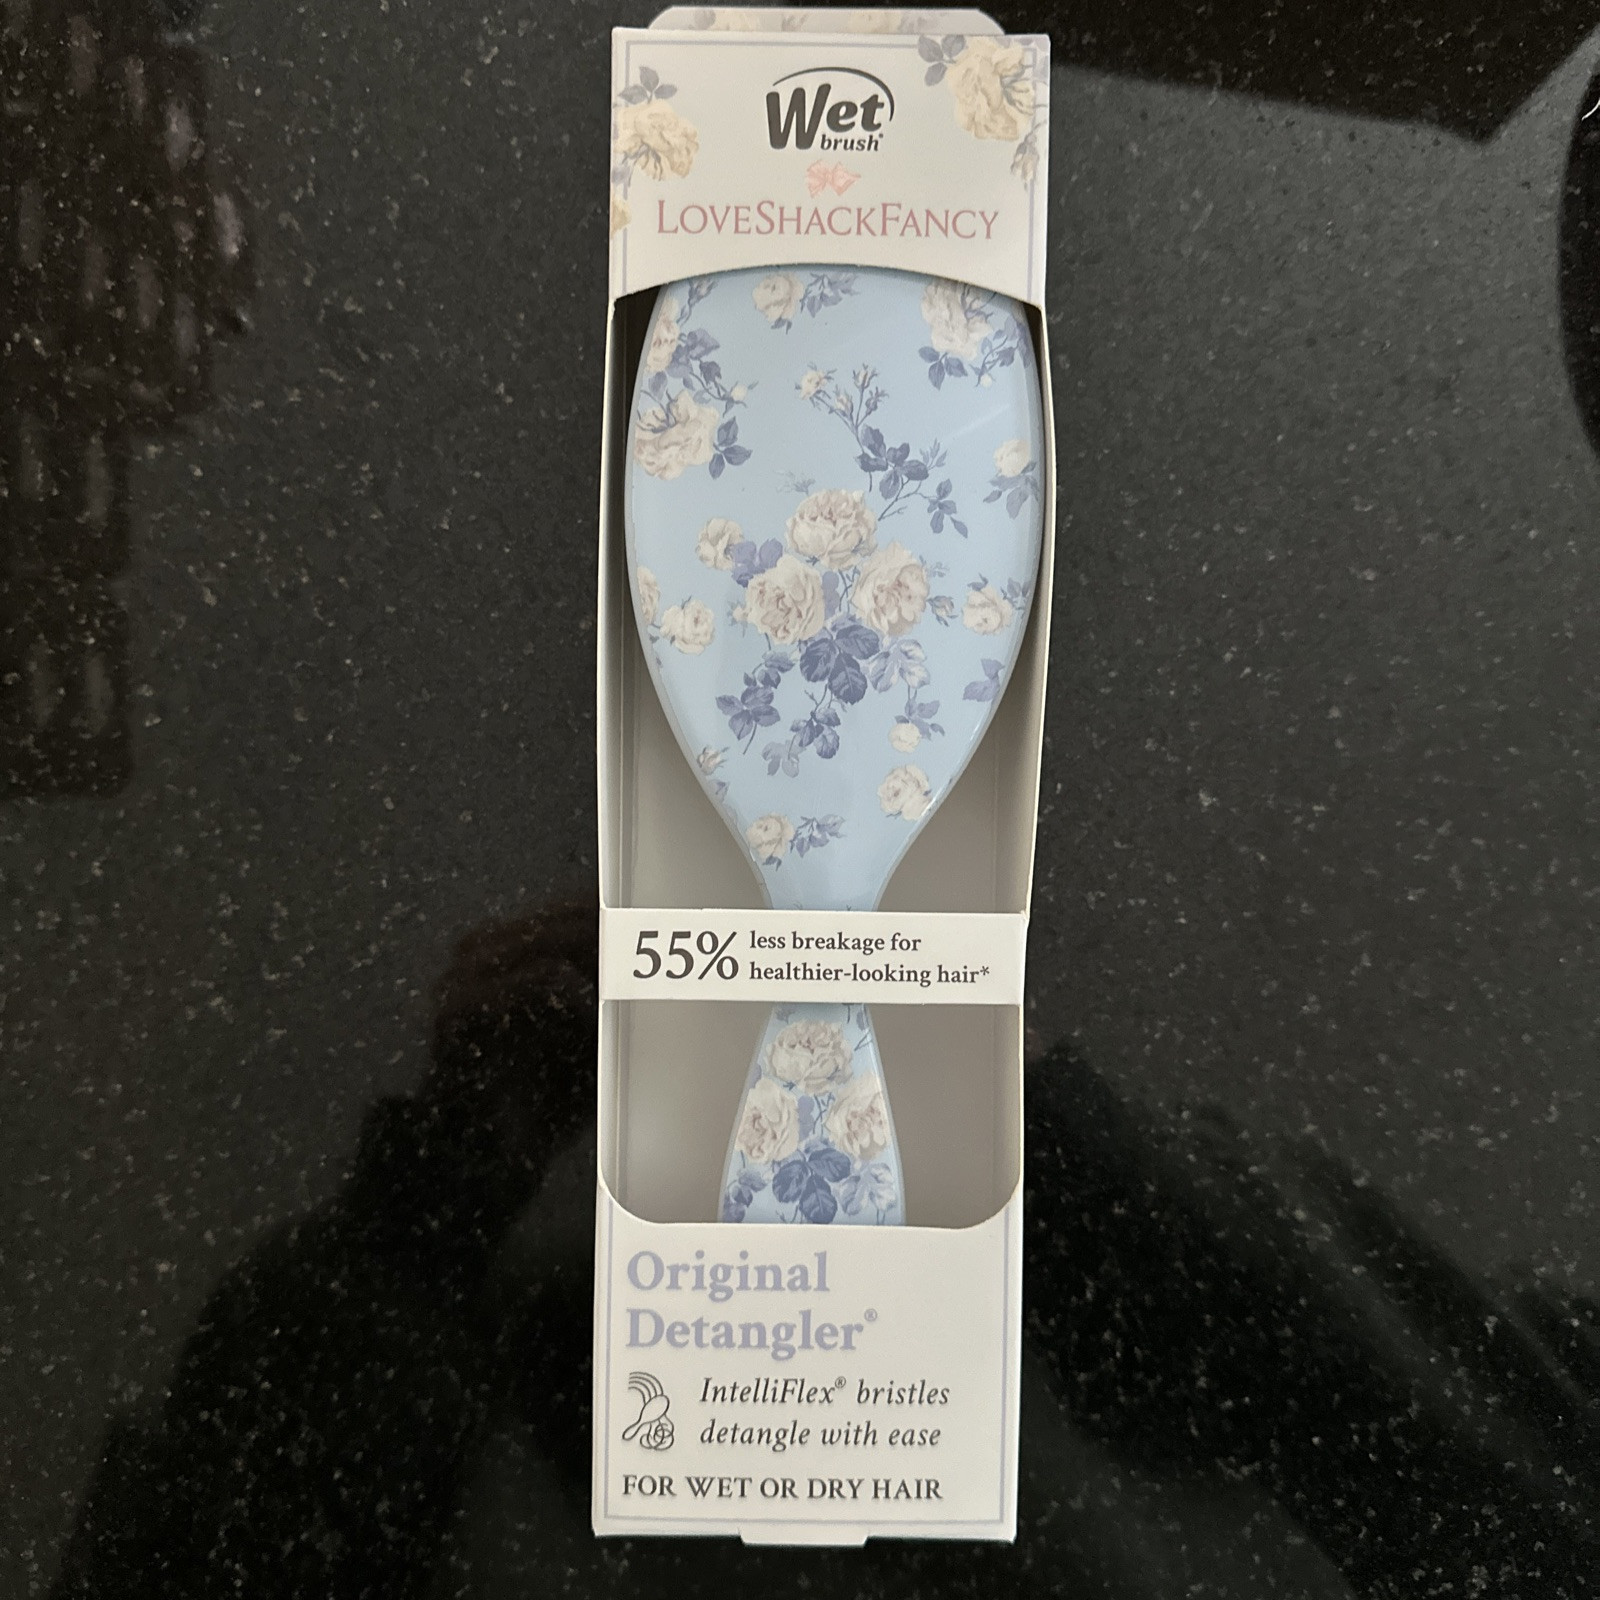 Wet
brush®
LOVESHACKFANCY
55% less breakage for
healthier-looking hair*
Original
Detangler®
IntelliFlex® bristles
detangle with ease
FOR WET OR DRY HAIR